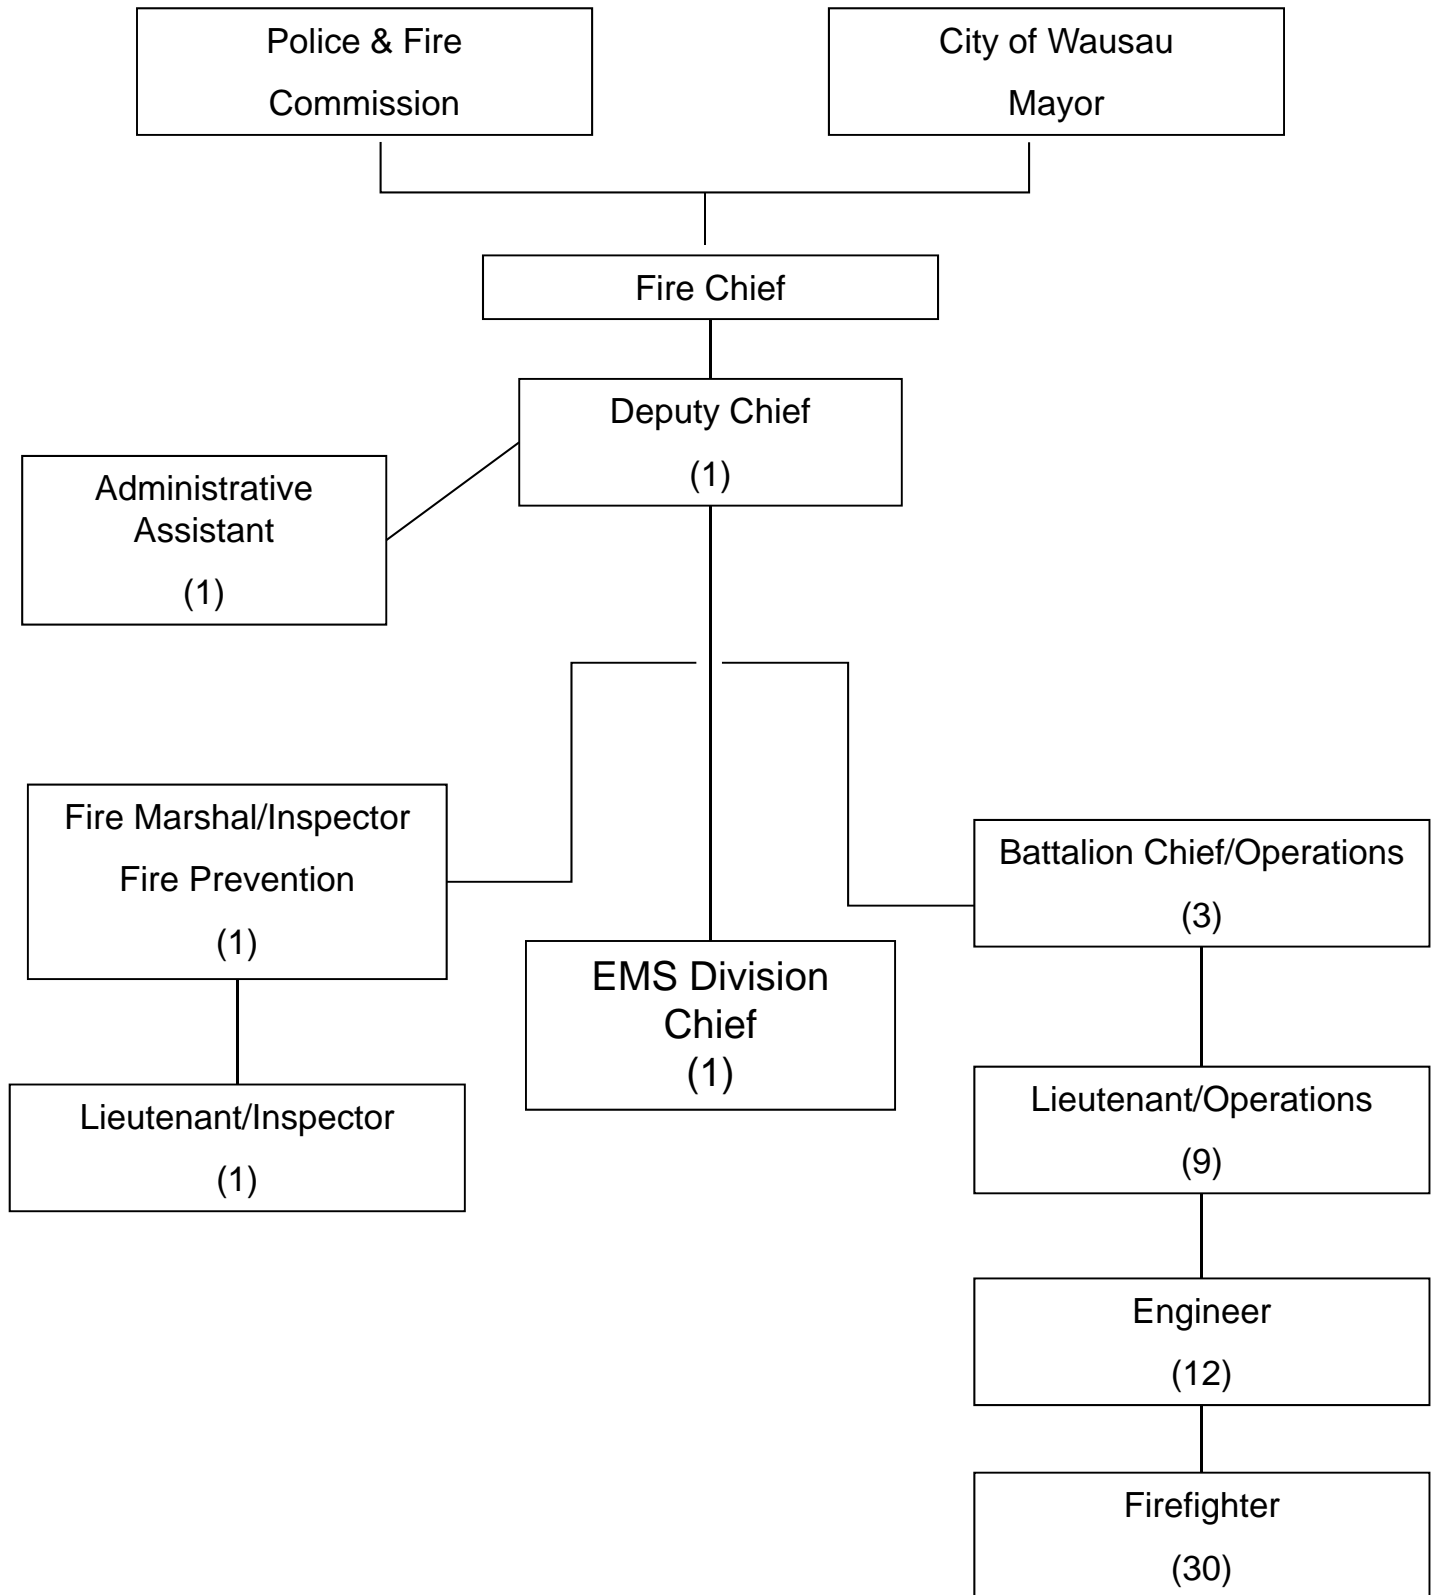 Police & Fire
Commission
City of Wausau
Mayor
Fire Chief
Deputy Chief
(1)
Administrative
Assistant
(1)
Fire Marshal/Inspector
Fire Prevention
(1)
Battalion Chief/Operations
(3)
EMS Division
Chief
(1)
Lieutenant/Inspector
(1)
Lieutenant/Operations
(9)
Engineer
(12)
Firefighter
(30)